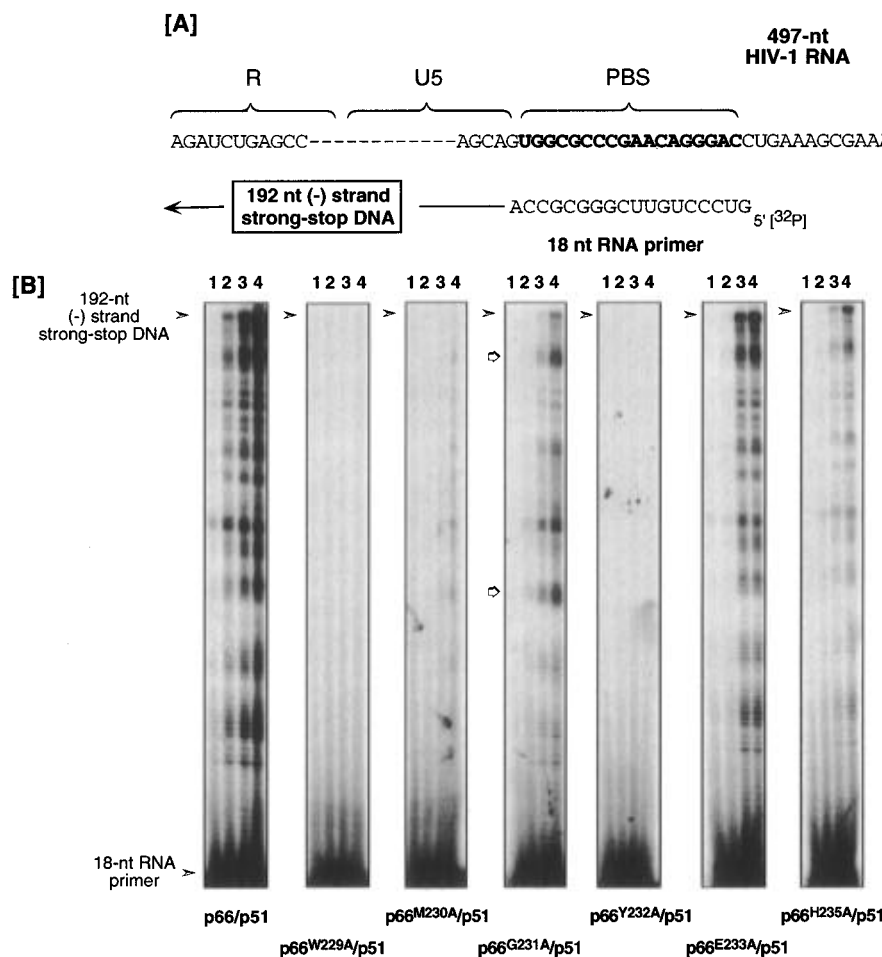 [A]
497-nt
HIV-1 RNA
R U5 PBS
AGAUCUGAGCC-----------AGCAGUGGCGCCCGAACAGGGACCUGAAAGCGAAA
192 nt (-) strand
strong-stop DNA
ACCGCGGGCUUGUCCCUG 5' [32P]
18 nt RNA primer
[B]
1 2 3 4 1 2 3 4 1 2 3 4 1 2 3 4 1 2 3 4 1 2 3 4 1 2 3 4
192-nt
(-) strand
strong-stop DNA
18-nt RNA
primer
p66/p51 p66M230A/p51 p66Y232A/p51 p66H235A/p51
p66W229A/p51 p66G231A/p51 p66E233A/p51